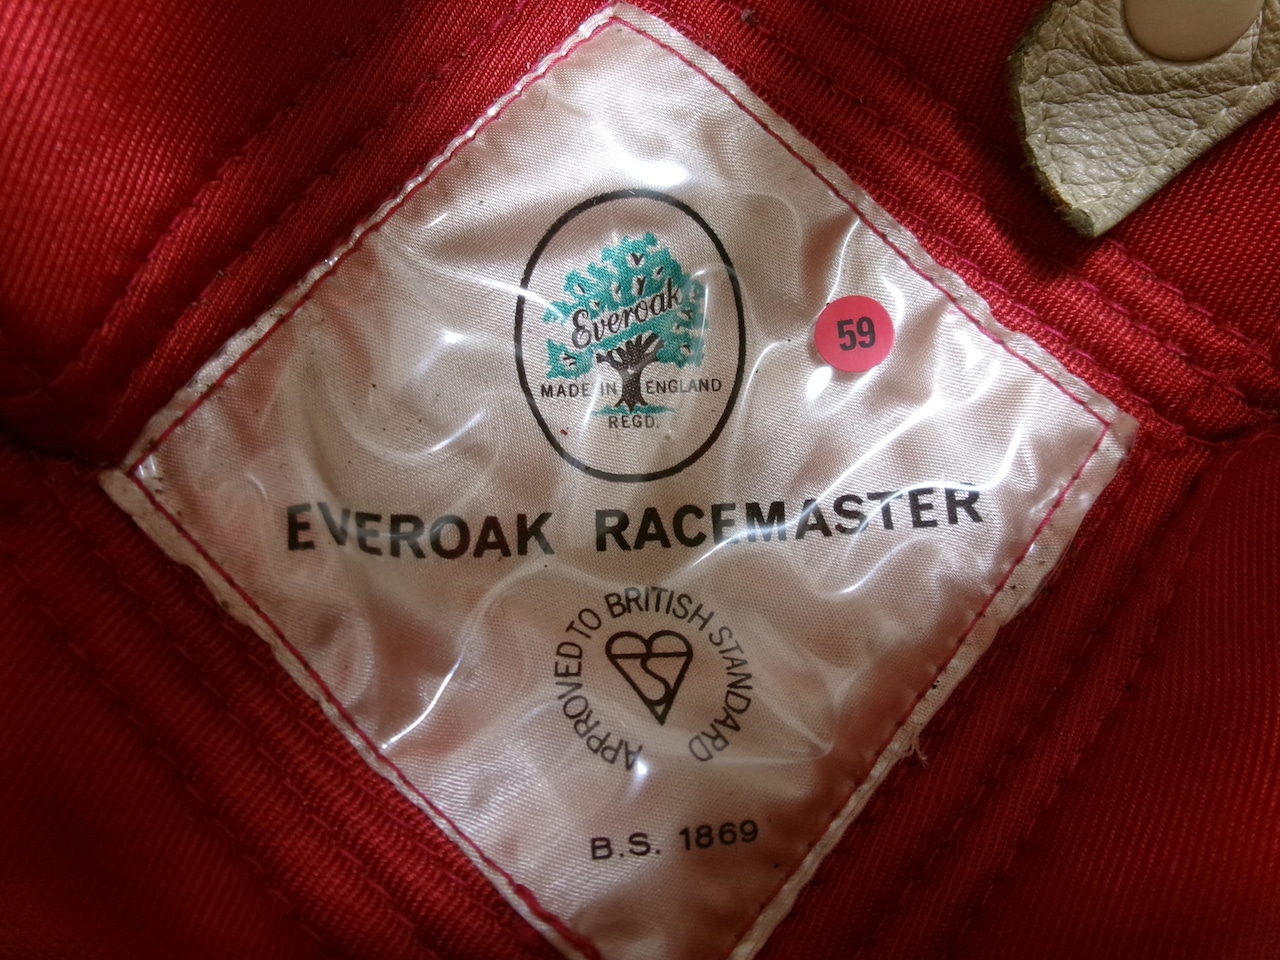 Everoak
MADE IN ENGLAND
REGD.
59
EVEROAK RACEMASTER
APPROVED TO BRITISH STANDARD
B.S. 1869